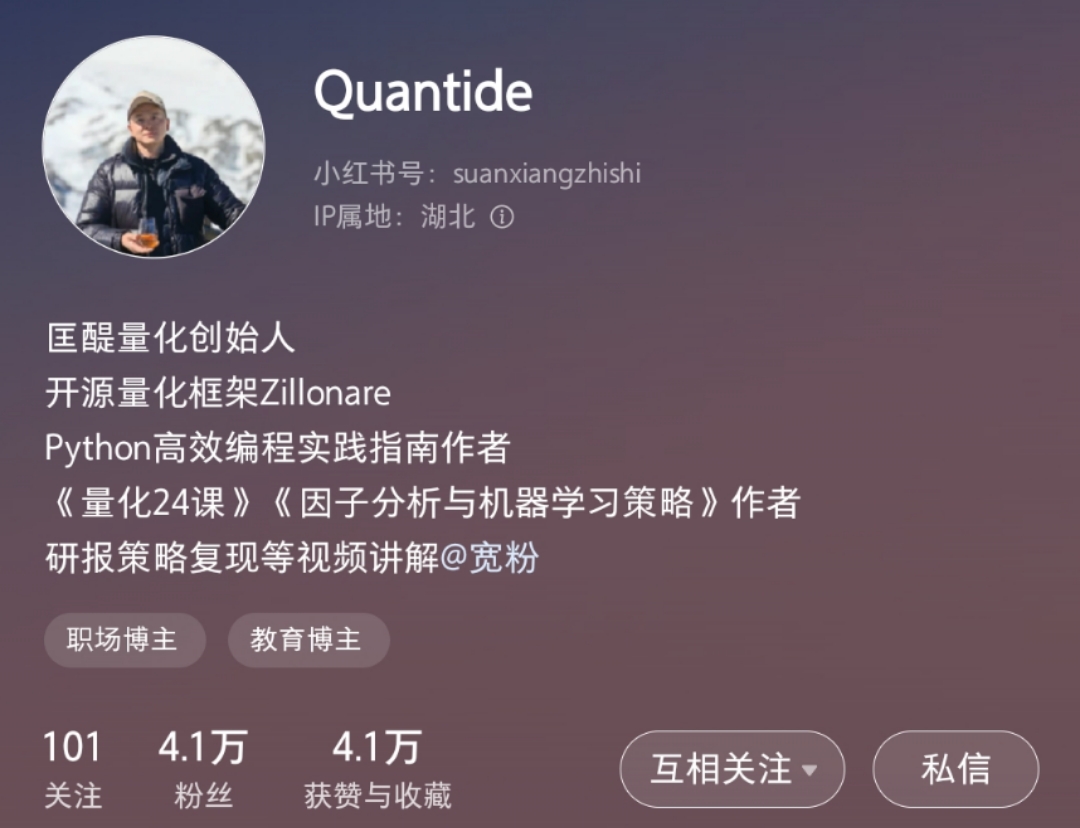 Quantide
小红书号：suanxiangzhishi
IP属地：湖北
匡醍量化创始人
开源量化框架Zillonare
Python高效编程实践指南作者
《量化24课》《因子分析与机器学习策略》作者
研报策略复现等视频讲解@宽粉
职场博主 教育博主
101 4.1万 4.1万
关注 粉丝 获赞与收藏
互相关注 私信